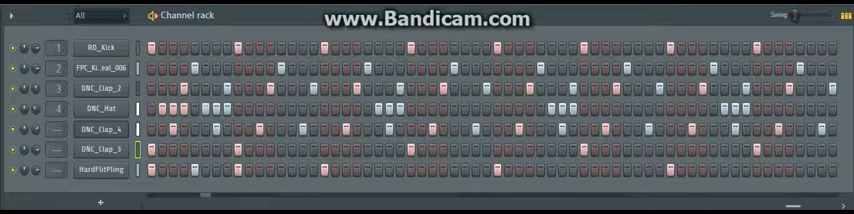 All
Channel rack
www.Bandicam.com
Swing
1
RD_Kick
2
FPC_Ki..eal_006
3
DNC_Clap_2
4
DNC_Hat
---
DNC_Clap_4
---
DNC_Clap_3
---
HardFlitPling
+